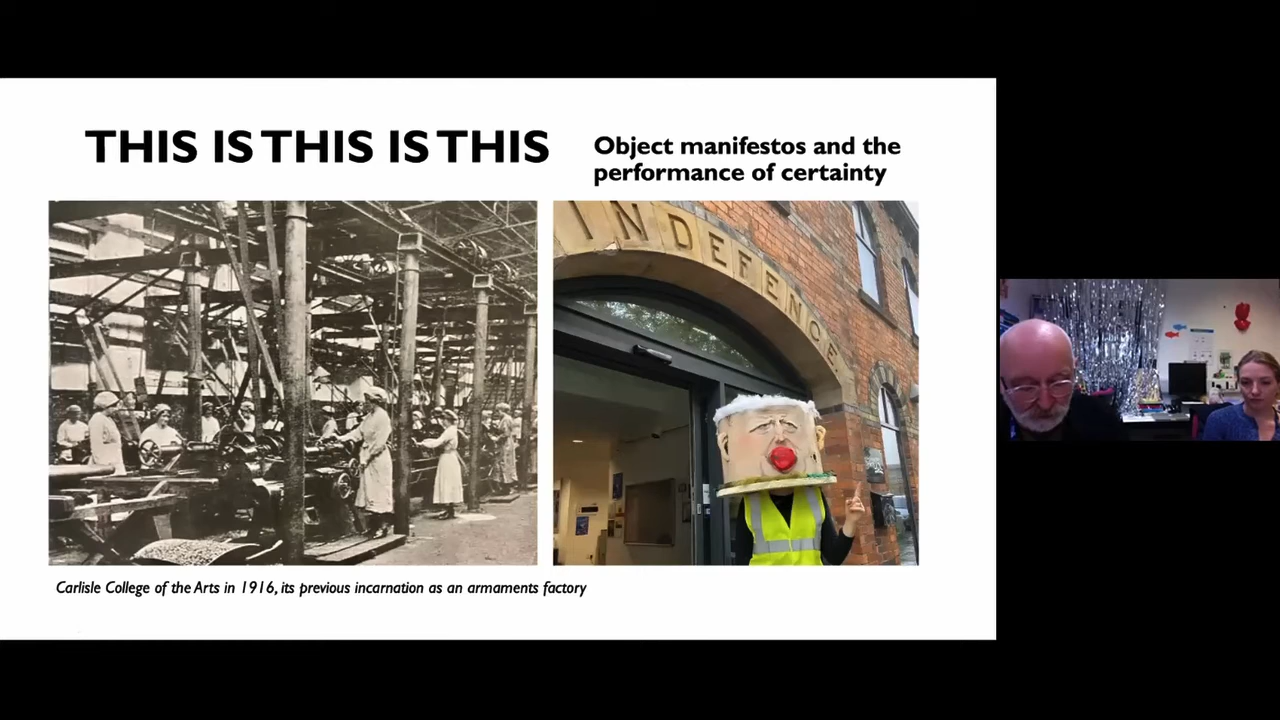 THIS IS THIS IS THIS
Object manifestos and the
performance of certainty
IN DEFENCE
Carlisle College of the Arts in 1916, its previous incarnation as an armaments factory